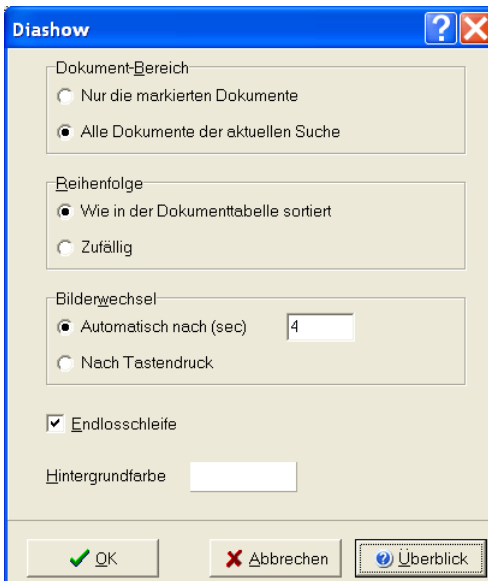 Diashow
Dokument-Bereich
Nur die markierten Dokumente
Alle Dokumente der aktuellen Suche
Reihenfolge
Wie in der Dokumenttabelle sortiert
Zufällig
Bilderwechsel
Automatisch nach (sec) 4
Nach Tastendruck
Endlosschleife
Hintergrundfarbe
OK Abbrechen Überblick